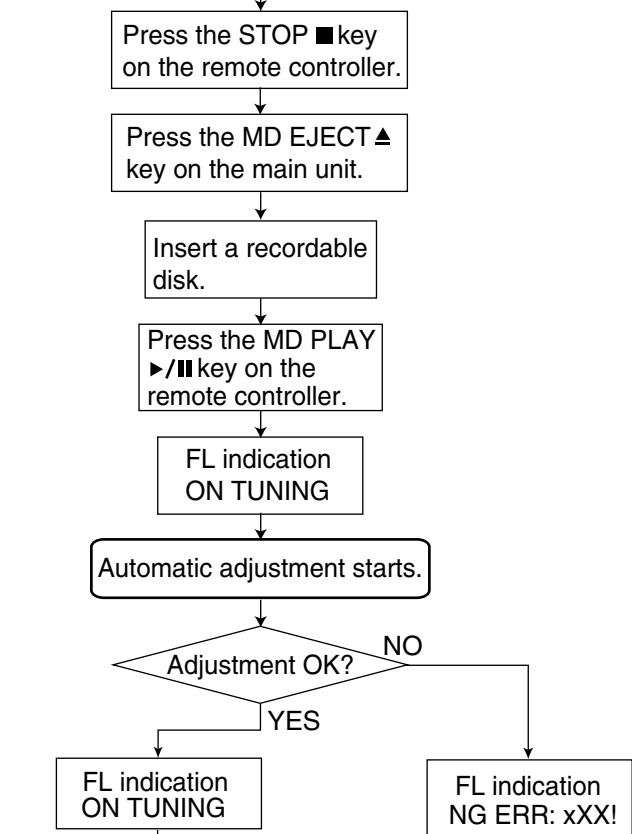 Press the STOP ■ key
on the remote controller.
Press the MD EJECT ⏏
key on the main unit.
Insert a recordable
disk.
Press the MD PLAY
►/II key on the
remote controller.
FL indication
ON TUNING
Automatic adjustment starts.
Adjustment OK?
NO
YES
FL indication
ON TUNING
FL indication
NG ERR: xXX!